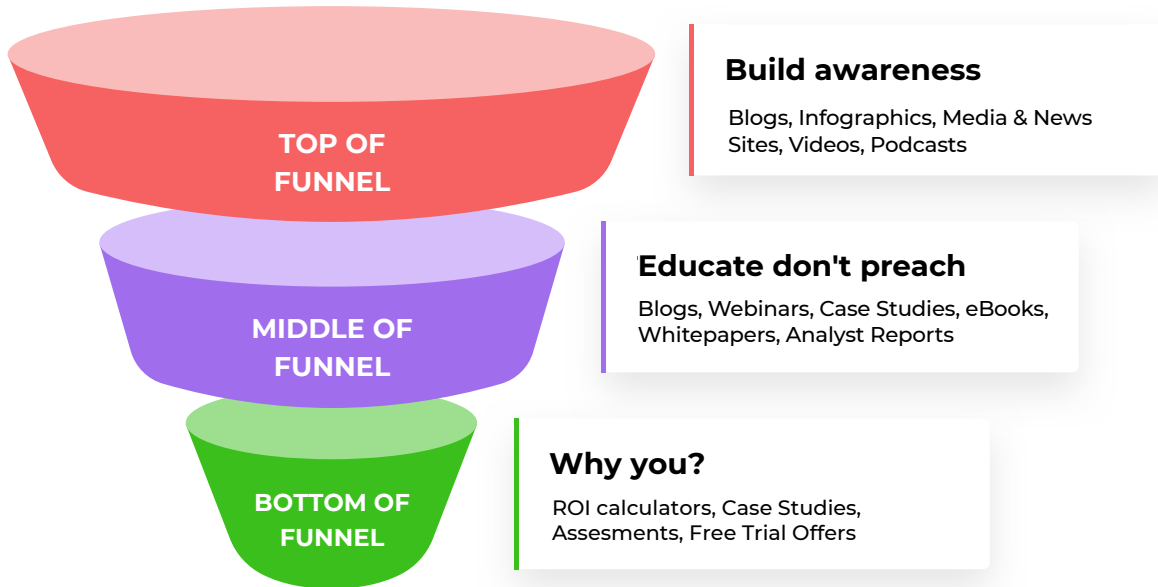 TOP OF
FUNNEL
Build awareness
Blogs, Infographics, Media & News
Sites, Videos, Podcasts
MIDDLE OF
FUNNEL
'Educate don't preach
Blogs, Webinars, Case Studies, eBooks,
Whitepapers, Analyst Reports
BOTTOM OF
FUNNEL
Why you?
ROI calculators, Case Studies,
Assesments, Free Trial Offers